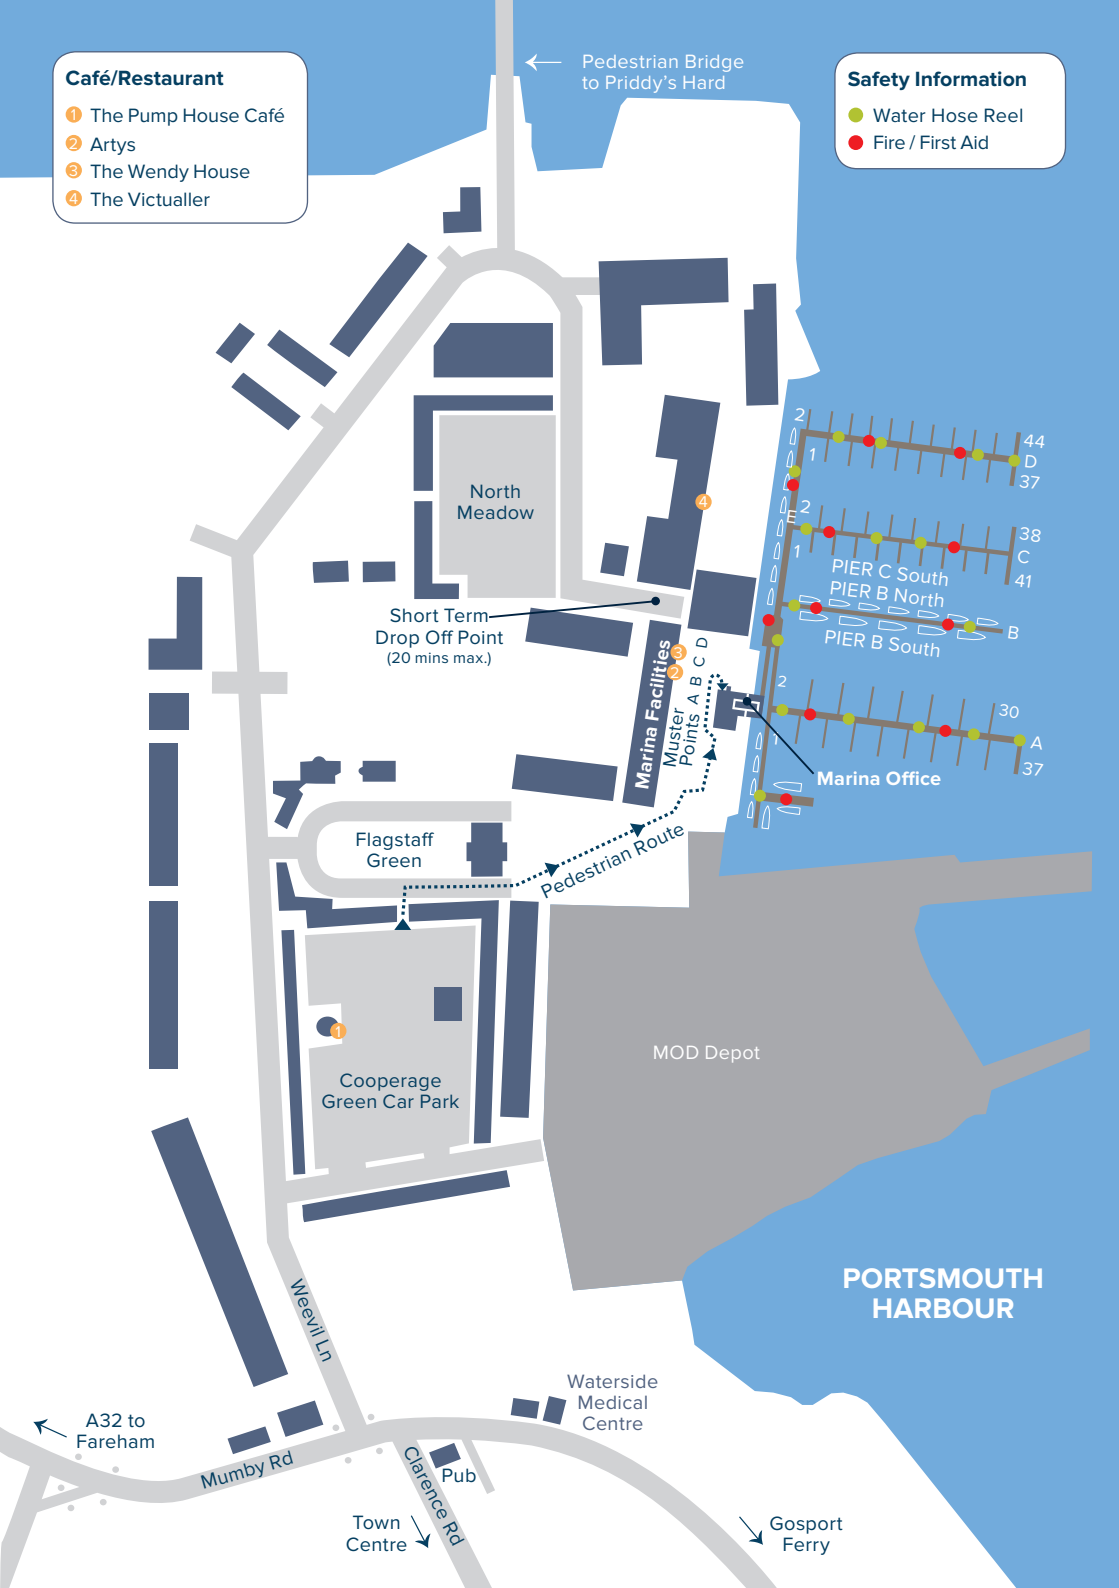 Pedestrian Bridge
to Priddy's Hard
Café/Restaurant
1 The Pump House Café
2 Artys
3 The Wendy House
4 The Victualler
Safety Information
Water Hose Reel
Fire / First Aid
2
44
D
1
37
North
Meadow
4
E
2
38
C
1
41
PIER C South
PIER B North
B
PIER B South
Short Term
Drop Off Point
(20 mins max.)
3
2
Marina Facilities
Muster
Points A B C D
2
30
A
1
37
Marina Office
Flagstaff
Green
Pedestrian Route
1
Cooperage
Green Car Park
MOD Depot
PORTSMOUTH
HARBOUR
Weevil Ln
Waterside
Medical
Centre
A32 to
Fareham
Mumby Rd
Clarence Rd
Pub
Town
Centre
Gosport
Ferry